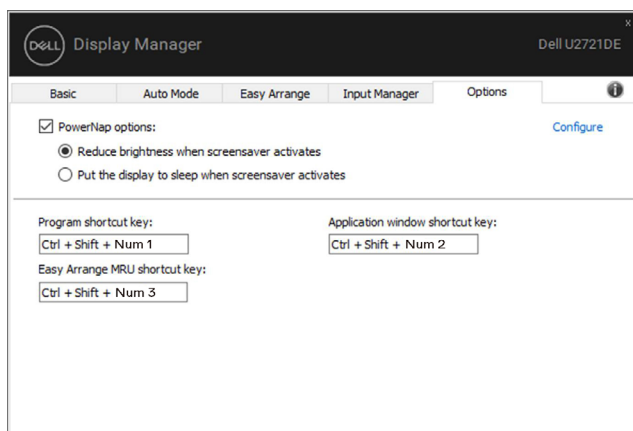 x
DELL Display Manager Dell U2721DE
Basic Auto Mode Easy Arrange Input Manager Options i
PowerNap options: Configure
Reduce brightness when screensaver activates
Put the display to sleep when screensaver activates
Program shortcut key: Application window shortcut key:
Ctrl + Shift + Num 1 Ctrl + Shift + Num 2
Easy Arrange MRU shortcut key:
Ctrl + Shift + Num 3